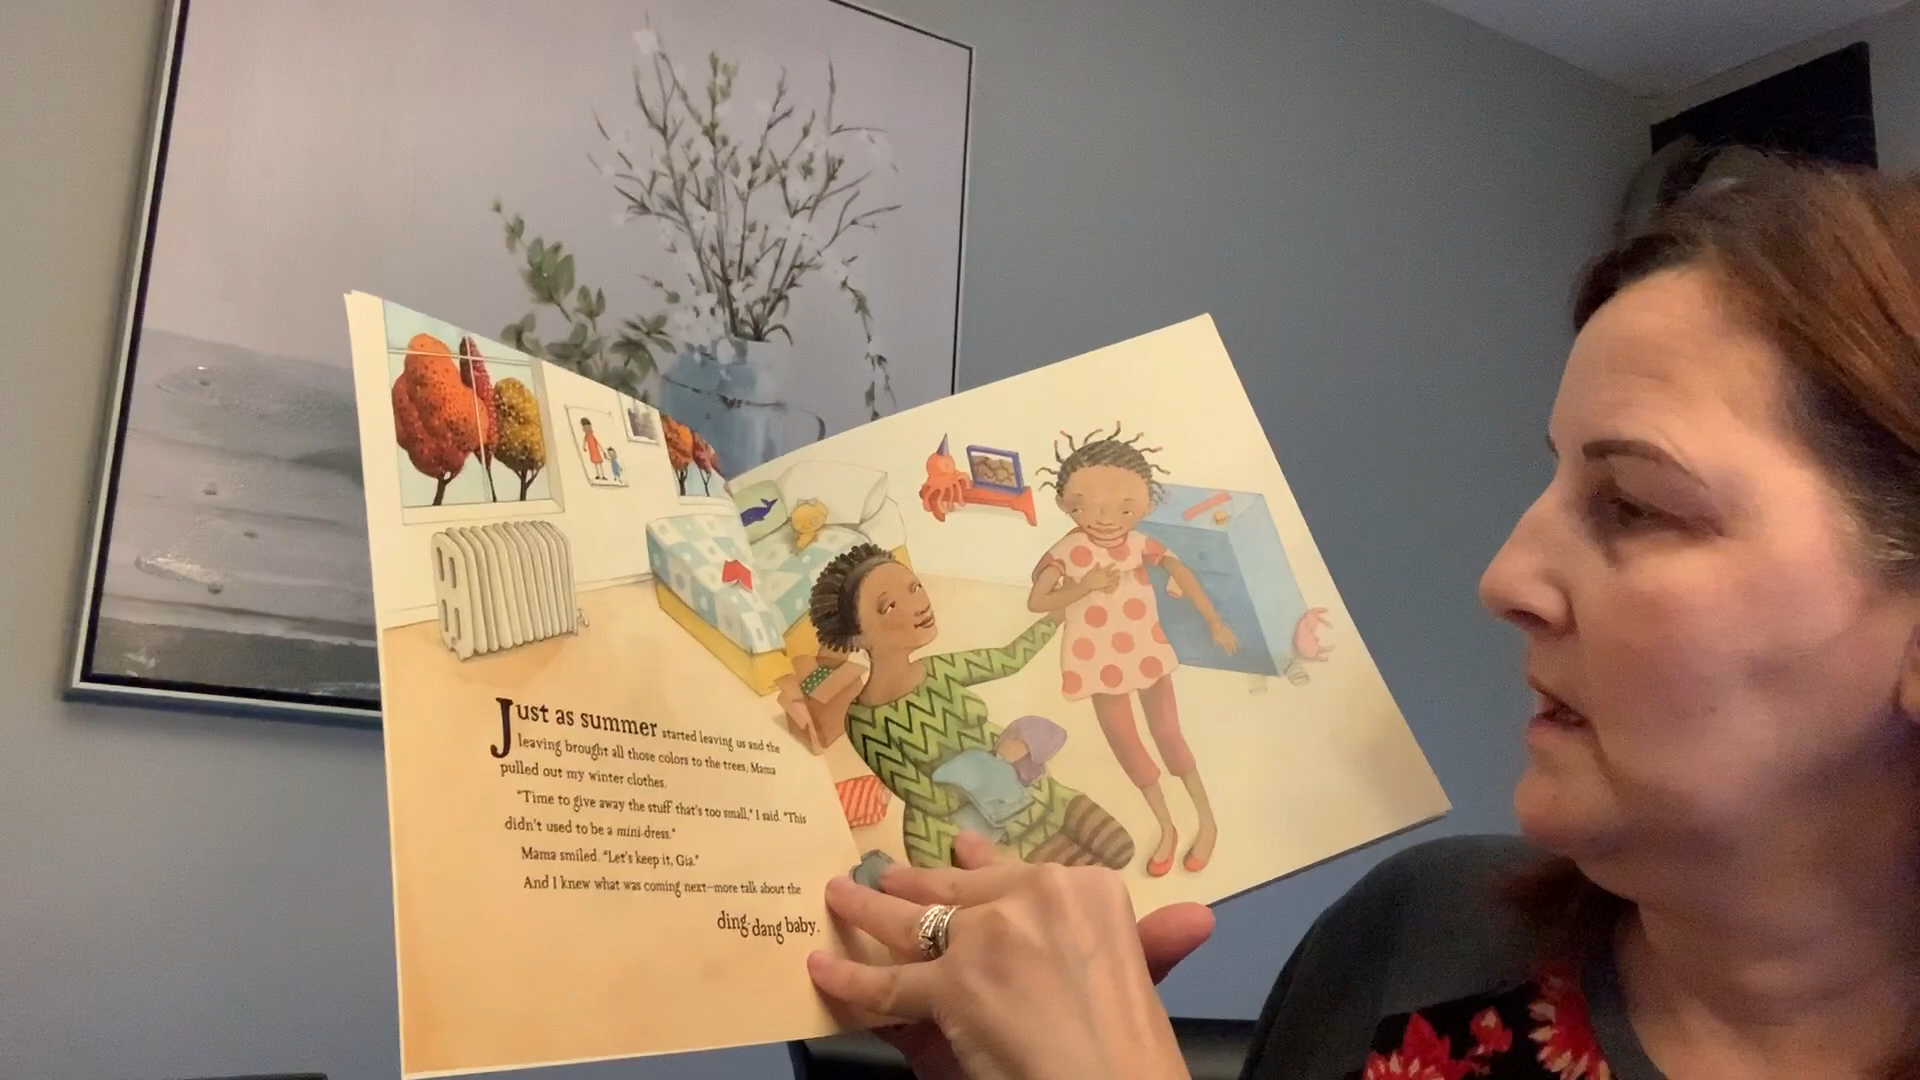 Just as summer started leaving us and the
leaving brought all those colors to the trees, Mama
pulled out my winter clothes.
"Time to give away the stuff that's too small," I said. "This
didn't used to be a mini-dress."
Mama smiled. "Let's keep it, Gia."
And I knew what was coming next—more talk about the
ding-dang baby.